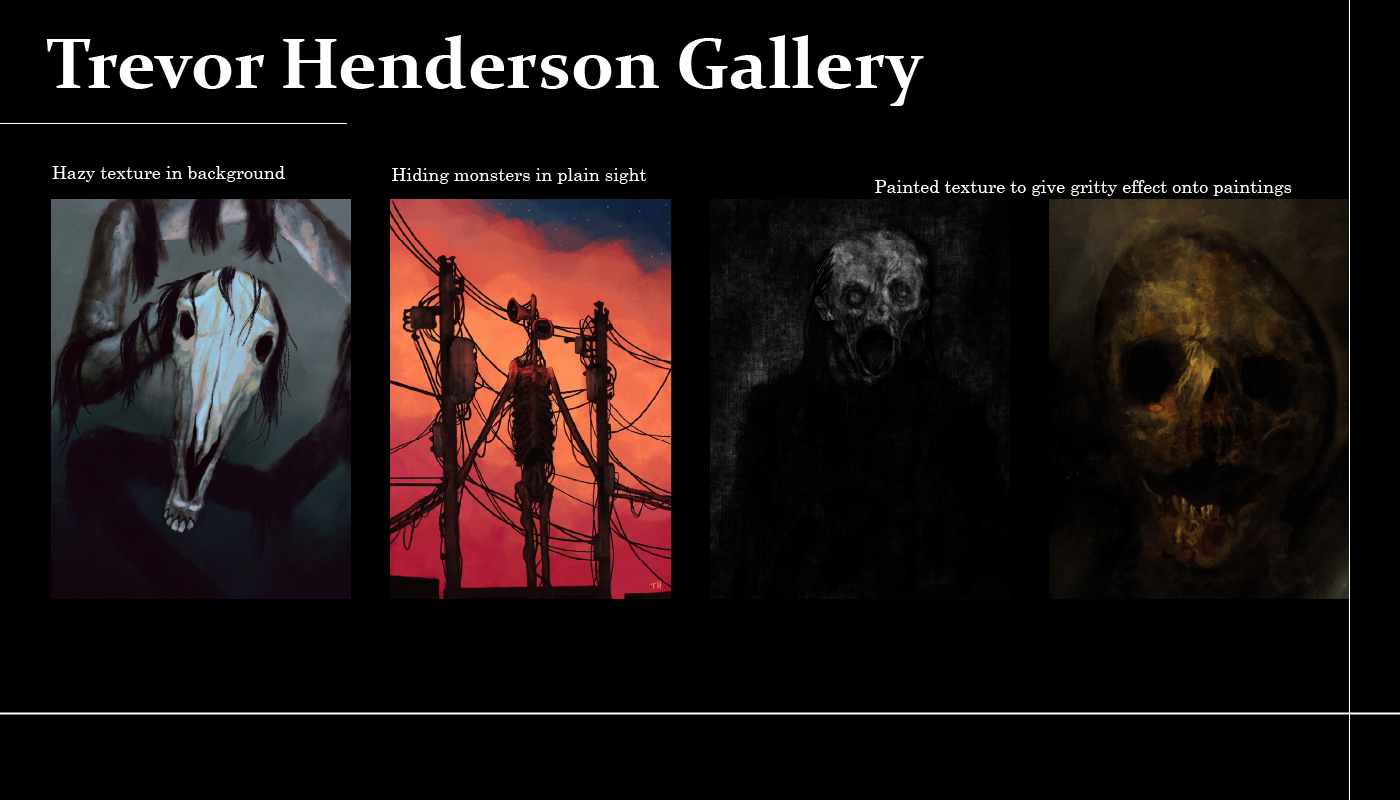 Trevor Henderson Gallery
Hazy texture in background
Hiding monsters in plain sight
Painted texture to give gritty effect onto paintings
TH